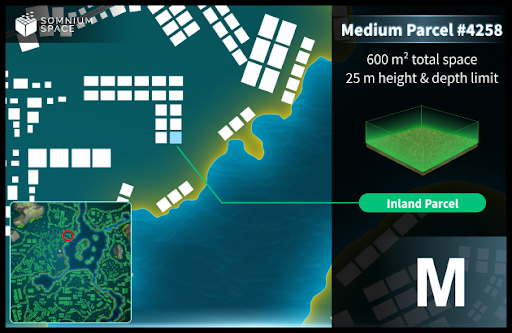 SOMNIUM
SPACE
Medium Parcel #4258
600 m² total space
25 m height & depth limit
Inland Parcel
M